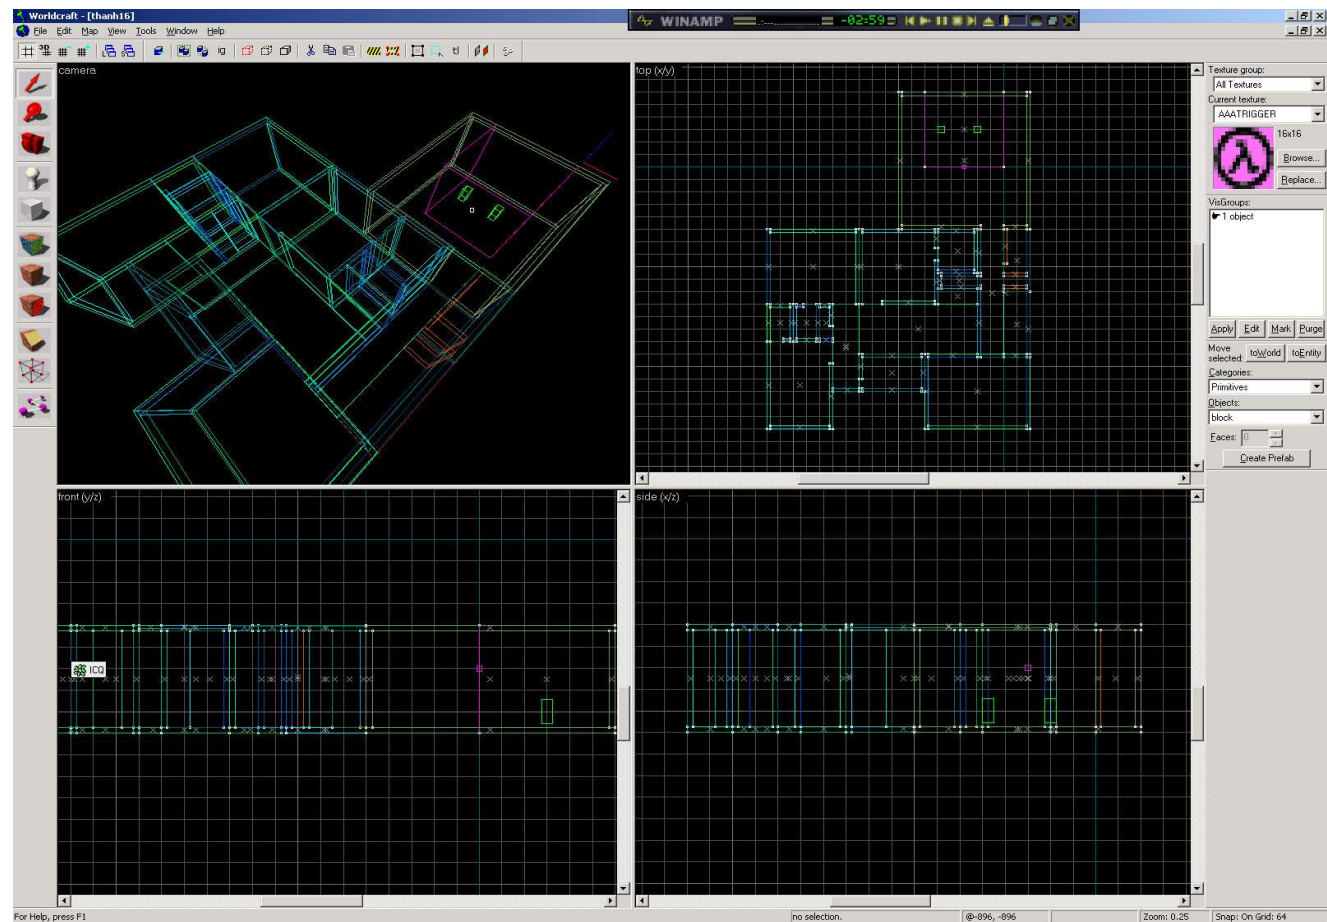 Worldcraft - [thanh16]
WINAMP
-02:59
File Edit Map View Tools Window Help
camera
top (x/y)
front (y/z)
ICQ
side (x/z)
Texture group:
All Textures
Current texture:
AAATRIGGER
16x16
Browse...
Replace...
VisGroups:
1 object
Apply Edit Mark Purge
Move
selected: toWorld toEntity
Categories:
Primitives
Objects:
block
Faces: 0
Create Prefab
For Help, press F1
no selection.
@-896, -896
Zoom: 0.25
Snap: On Grid: 64